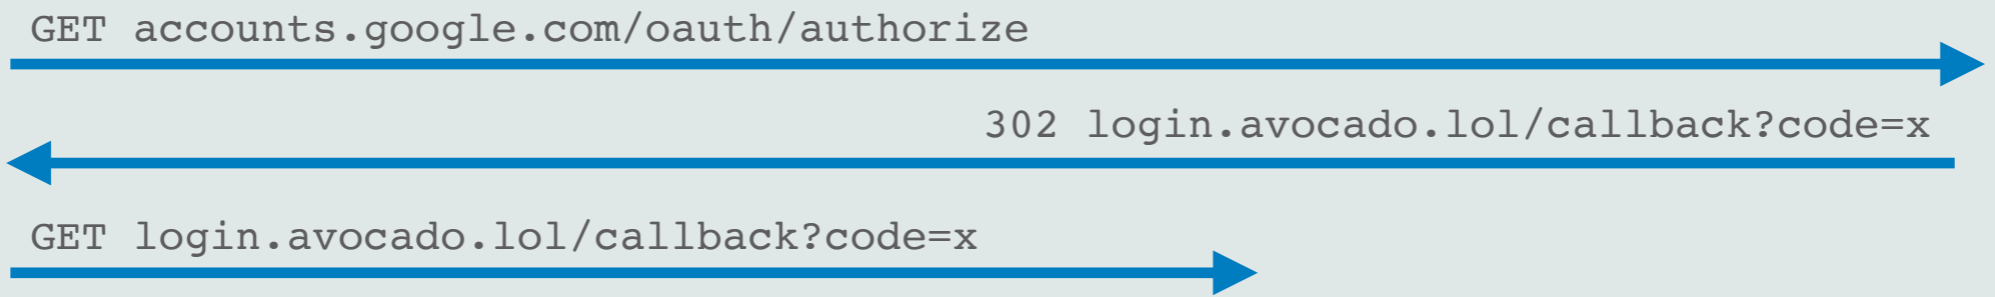 GET accounts.google.com/oauth/authorize
302 login.avocado.lol/callback?code=x
GET login.avocado.lol/callback?code=x